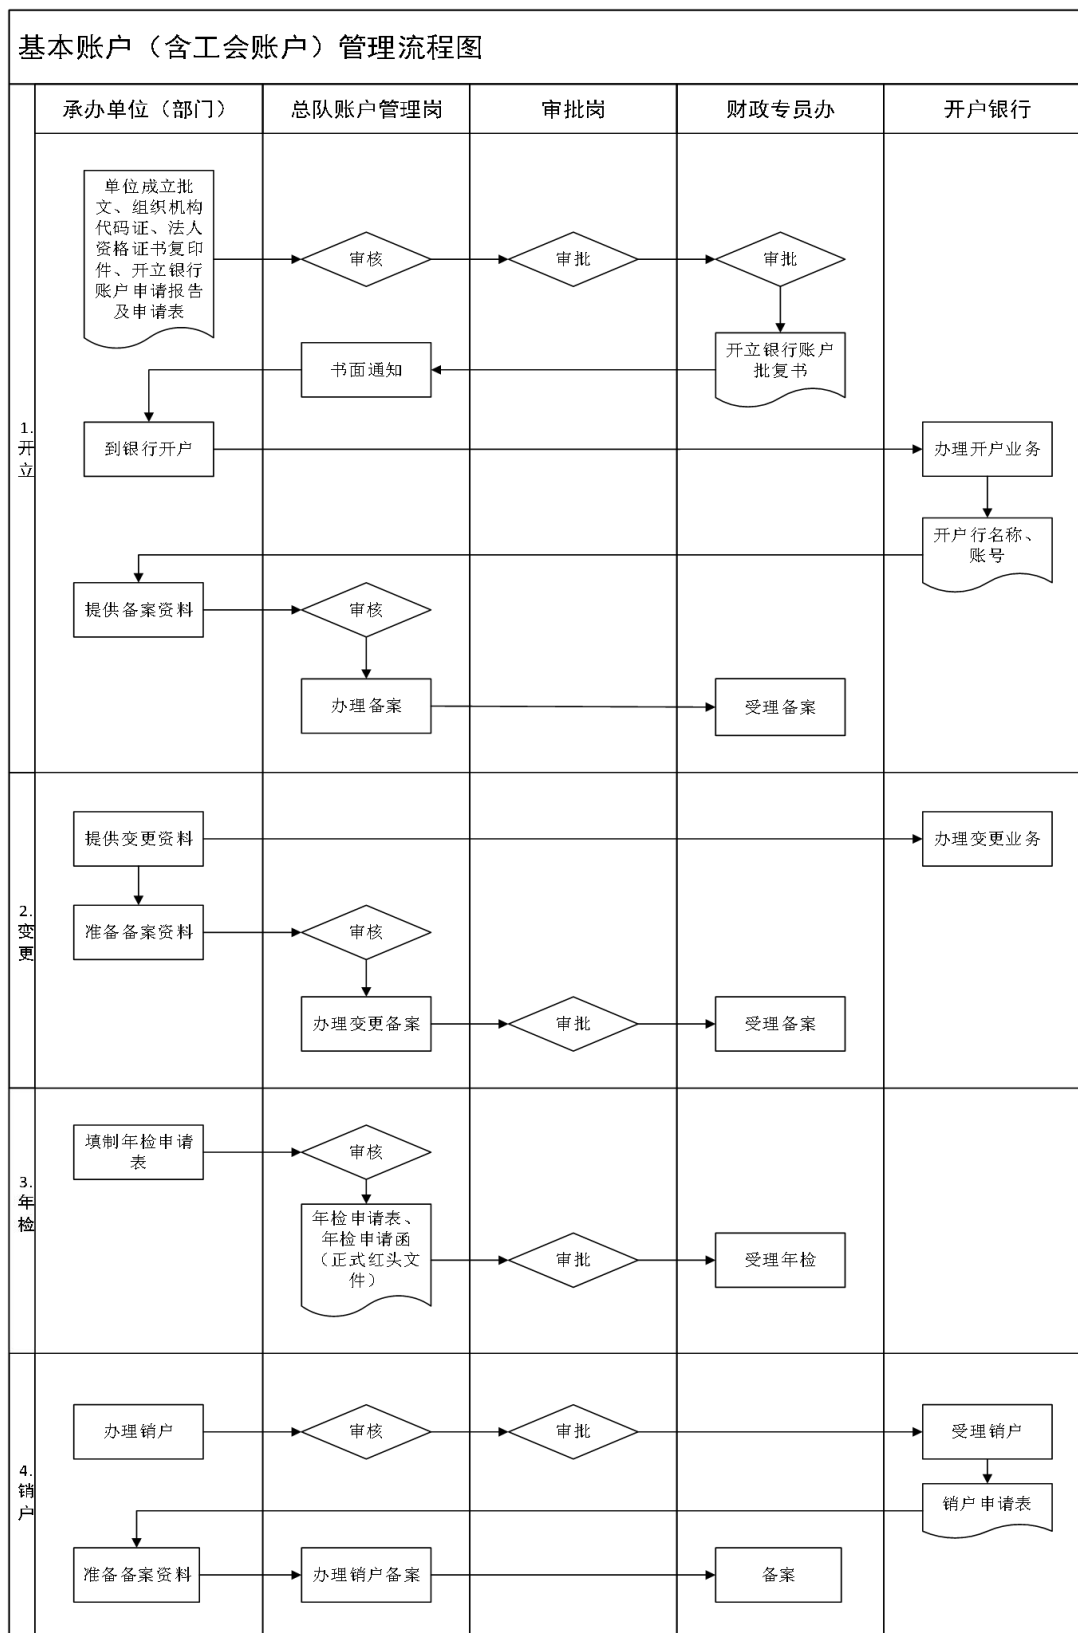 基本账户（含工会账户）管理流程图
承办单位（部门）
总队账户管理岗
审批岗
财政专员办
开户银行
1.
开
立
单位成立批
文、组织机构
代码证、法人
资格证书复印
件、开立银行
账户申请报告
及申请表
审核
审批
审批
开立银行账户
批复书
书面通知
到银行开户
办理开户业务
开户行名称、
账号
提供备案资料
审核
办理备案
受理备案
2.
变
更
提供变更资料
办理变更业务
准备备案资料
审核
办理变更备案
审批
受理备案
3.
年
检
填制年检申请
表
审核
年检申请表、
年检申请函
（正式红头文
件）
审批
受理年检
4.
销
户
办理销户
审核
审批
受理销户
销户申请表
准备备案资料
办理销户备案
备案